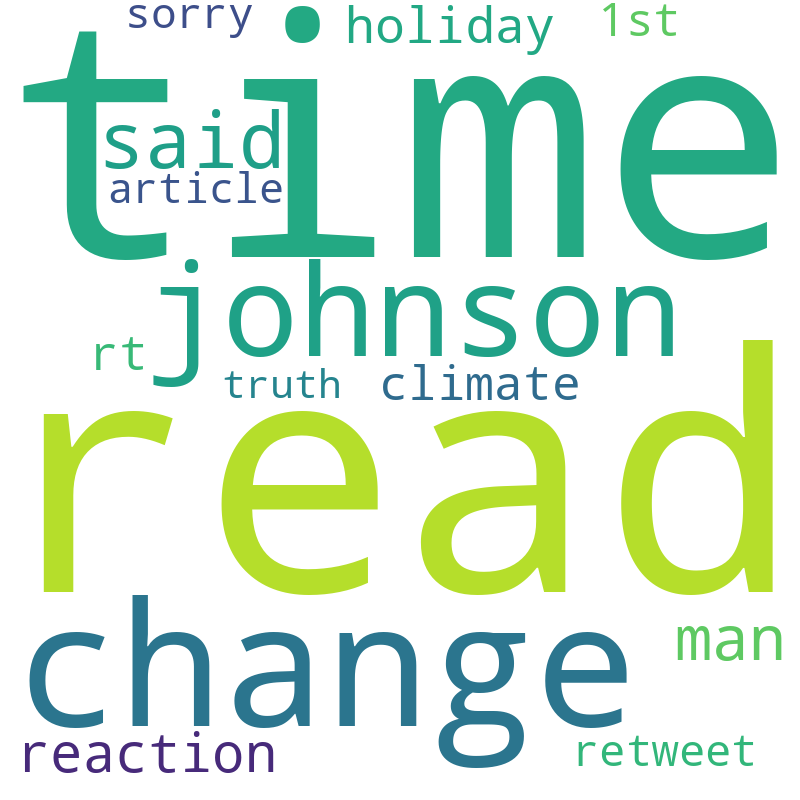 sorry holiday 1st
time
said
article
johnson
rt
truth climate
read
change
man
reaction retweet